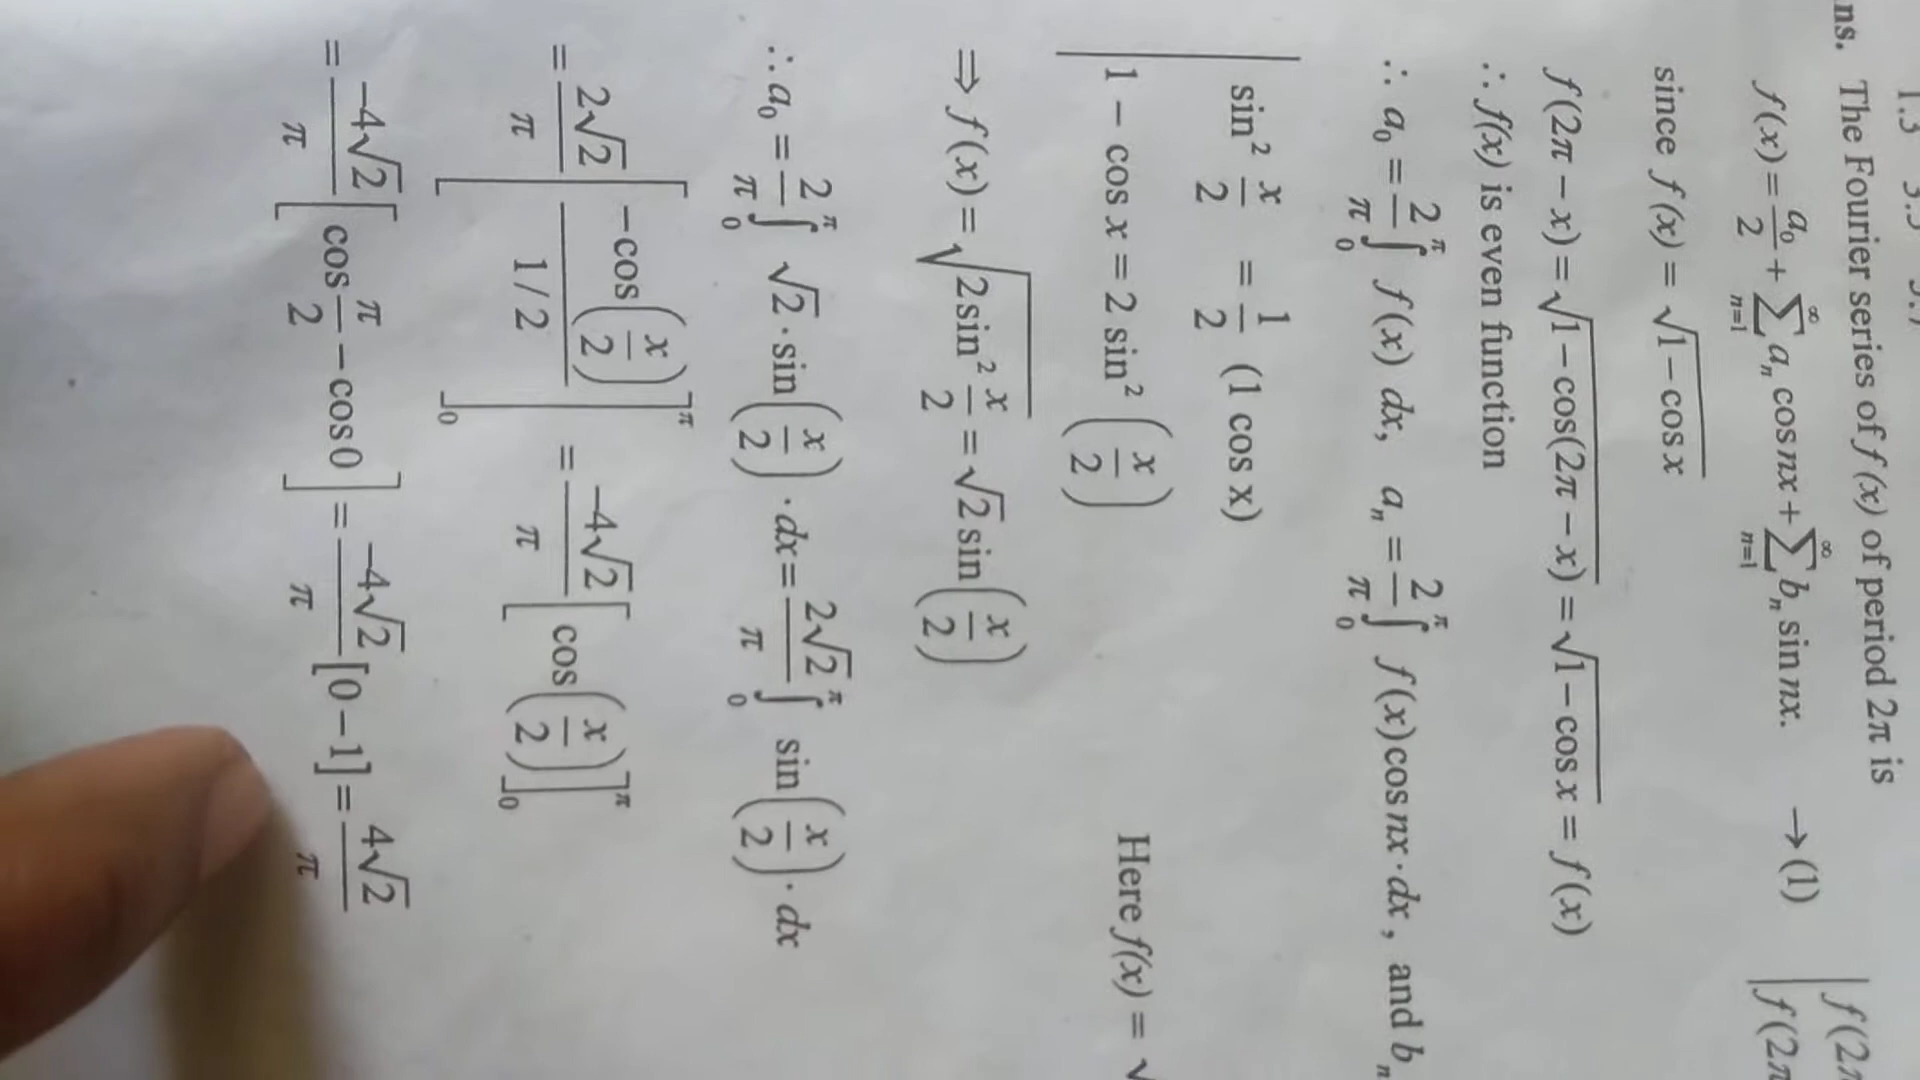 ns. The Fourier series of f(x) of period 2π is
f(x) = a₀/2 + ∑_{n=1}^{∞} aₙ cos nx + ∑_{n=1}^{∞} bₙ sin nx. → (1)
f(2π
since f(x) = √(1 − cos x)
f(2π − x) = √(1 − cos(2π − x)) = √(1 − cos x) = f(x)
∴ f(x) is even function
∴ a₀ = 2/π ∫₀^π f(x) dx, aₙ = 2/π ∫₀^π f(x) cos nx · dx, and bₙ
sin² x/2 = 1/2 (1 cos x)
1 − cos x = 2 sin² (x/2) Here f(x) = √
⇒ f(x) = √(2sin² x/2) = √2 sin(x/2)
∴ a₀ = 2/π ∫₀^π √2 · sin(x/2) · dx = 2√2/π ∫₀^π sin(x/2) · dx
= 2√2/π [−cos(x/2) / 1/2]₀^π = −4√2/π [cos(x/2)]₀^π
= −4√2/π [cos π/2 − cos 0] = −4√2/π [0 − 1] = 4√2/π